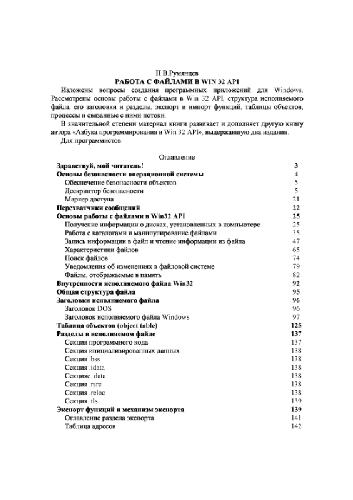 П.В.Румянцев
РАБОТА С ФАЙЛАМИ В WIN 32 API
Изложены вопросы создания программных приложений для Windows.
Рассмотрены основы работы с файлами в Win 32 API, структура исполняемого
файла, его заголовки и разделы, экспорт и импорт функций, таблицы объектов,
процессы и связанные с ними потоки.
В значительной степени материал книги развивает и дополняет другую книгу
автора «Азбука программирования в Win 32 API», выдержанную два издания.
Для программистов
Оглавление
Здравствуй, мой читатель! 3
Основы безопасности операционной системы 4
Обеспечение безопасности объектов 5
Дескриптор безопасности 5
Маркер доступа 21
Перехватчики сообщений 22
Основы работы с файлами в Win32 API 25
Получение информации о дисках, установленных в компьютере 25
Работа с каталогами и манипулирование файлами 35
Запись информации в файл и чтение информации из файла 47
Характеристики файлов 65
Поиск файлов 74
Уведомления об изменениях в файловой системе 79
Файлы, отображаемые в память 82
Внутренности исполняемого файла Win32 92
Общая структура файла 95
Заголовки исполняемого файла 96
Заголовок DOS 96
Заголовок исполняемого файла Windows 97
Таблица объектов (object table) 125
Разделы в исполняемом файле 137
Секция программного кода 137
Секция инициализированных данных 138
Секция .bss 138
Секция .idata 138
Секция .edata 138
Секция .rsrc 138
Секция .reloc 138
Секция .tls 139
Экспорт функций и механизм экспорта 139
Оглавление раздела экспорта 141
Таблица адресов 142